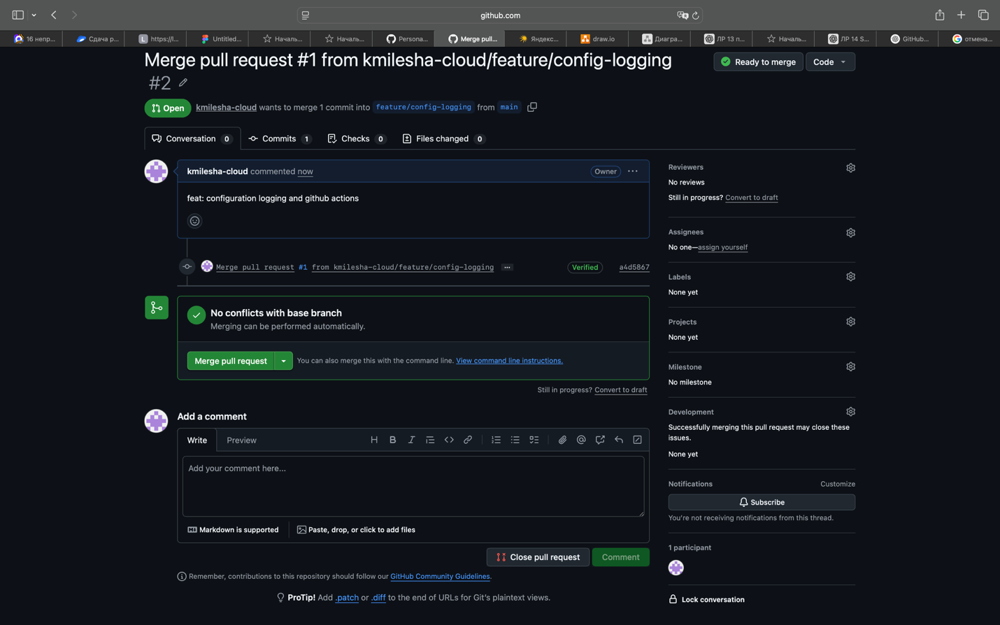 github.com
16 непр...
Сдача р...
https://l...
Untitled...
Началь...
Началь...
Persona...
Merge pull...
Яндекс...
draw.io
Диагра...
ЛР 13 п...
Началь...
ЛР 14 S...
GitHub...
отмена...
Merge pull request #1 from kmilesha-cloud/feature/config-logging
#2
Ready to merge
Code
Open
kmilesha-cloud wants to merge 1 commit into feature/config-logging from main
Conversation 0
Commits 1
Checks 0
Files changed 0
kmilesha-cloud commented now
Owner
feat: configuration logging and github actions
Merge pull request #1 from kmilesha-cloud/feature/config-logging
Verified
a4d5867
No conflicts with base branch
Merging can be performed automatically.
Merge pull request
You can also merge this with the command line. View command line instructions.
Still in progress? Convert to draft
Add a comment
Write
Preview
Add your comment here...
Markdown is supported
Paste, drop, or click to add files
Close pull request
Comment
Remember, contributions to this repository should follow our GitHub Community Guidelines.
ProTip! Add .patch or .diff to the end of URLs for Git's plaintext views.
Reviewers
No reviews
Still in progress? Convert to draft
Assignees
No one—assign yourself
Labels
None yet
Projects
None yet
Milestone
No milestone
Development
Successfully merging this pull request may close these
issues.
None yet
Notifications
Customize
Subscribe
You're not receiving notifications from this thread.
1 participant
Lock conversation